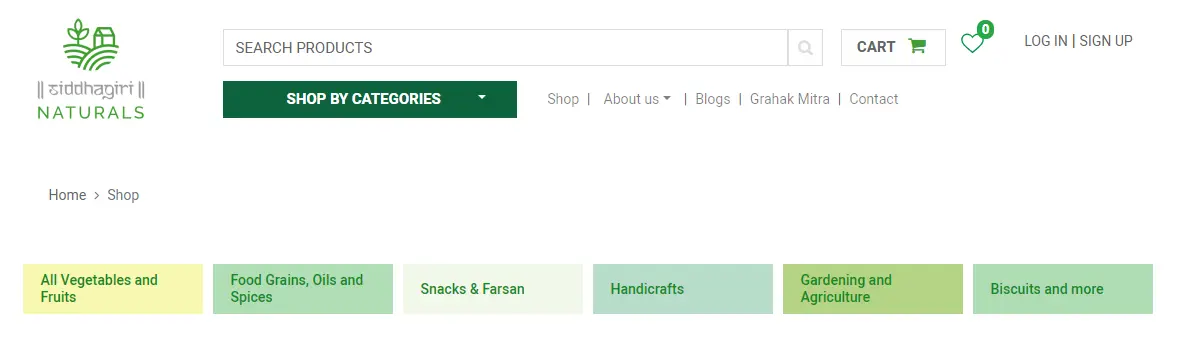 || siddhagiri ||
NATURALS
SEARCH PRODUCTS
CART
0
LOG IN | SIGN UP
SHOP BY CATEGORIES
Shop | About us | Blogs | Grahak Mitra | Contact
Home > Shop
All Vegetables and
Fruits
Food Grains, Oils and
Spices
Snacks & Farsan
Handicrafts
Gardening and
Agriculture
Biscuits and more